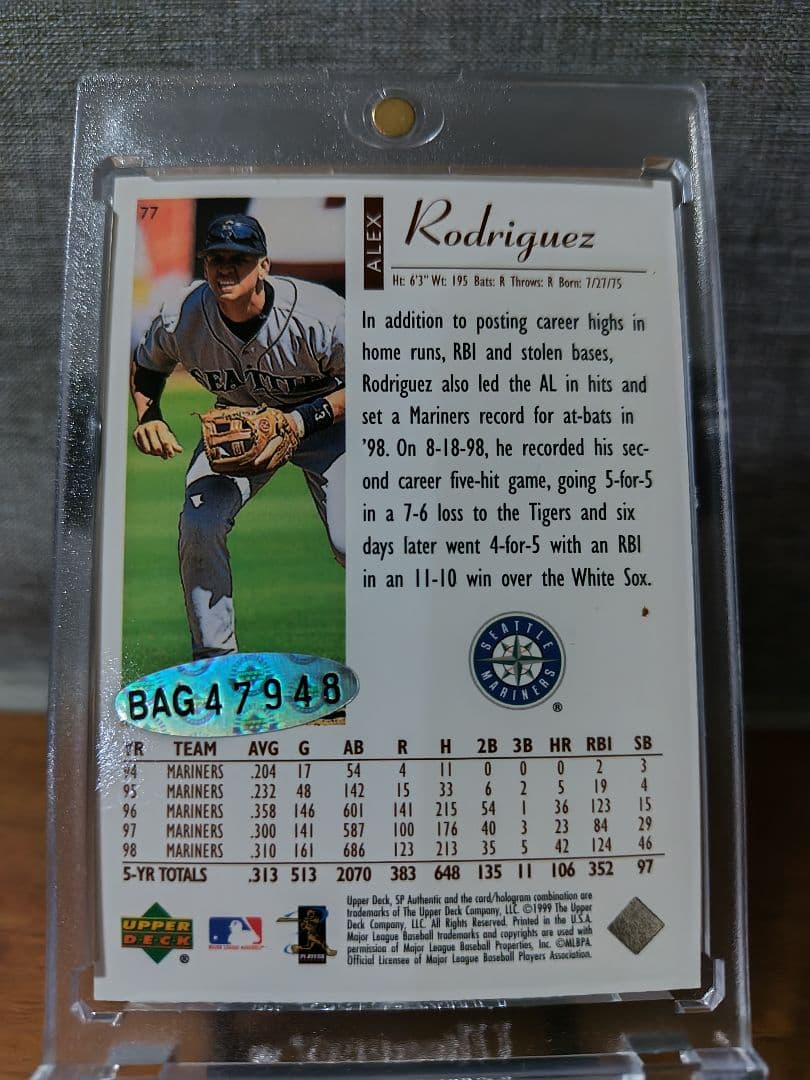 77
ALEX
Rodriguez
Ht: 6'3" Wt: 195 Bats: R Throws: R Born: 7/27/75
In addition to posting career highs in
home runs, RBI and stolen bases,
Rodriguez also led the AL in hits and
set a Mariners record for at-bats in
'98. On 8-18-98, he recorded his sec-
ond career five-hit game, going 5-for-5
in a 7-6 loss to the Tigers and six
days later went 4-for-5 with an RBI
in an 11-10 win over the White Sox.
SEATTLE
SEATTLE
MARINERS
®
BAG47948
YR TEAM AVG G AB R H 2B 3B HR RBI SB
94 MARINERS .204 17 54 4 11 0 0 0 2 3
95 MARINERS .232 48 142 15 33 6 2 5 19 4
96 MARINERS .358 146 601 141 215 54 1 36 123 15
97 MARINERS .300 141 587 100 176 40 3 23 84 29
98 MARINERS .310 161 686 123 213 35 5 42 124 46
5-YR TOTALS .313 513 2070 383 648 135 11 106 352 97
UPPER
DECK
®
PLAYERS
Upper Deck, SP Authentic and the card/hologram combination are
trademarks of The Upper Deck Company, LLC. ©1999 The Upper
Deck Company, LLC. All Rights Reserved. Printed in the U.S.A.
Major League Baseball trademarks and copyrights are used with
permission of Major League Baseball Properties, Inc. ©MLBPA
Official Licensee of Major League Baseball Players Association.